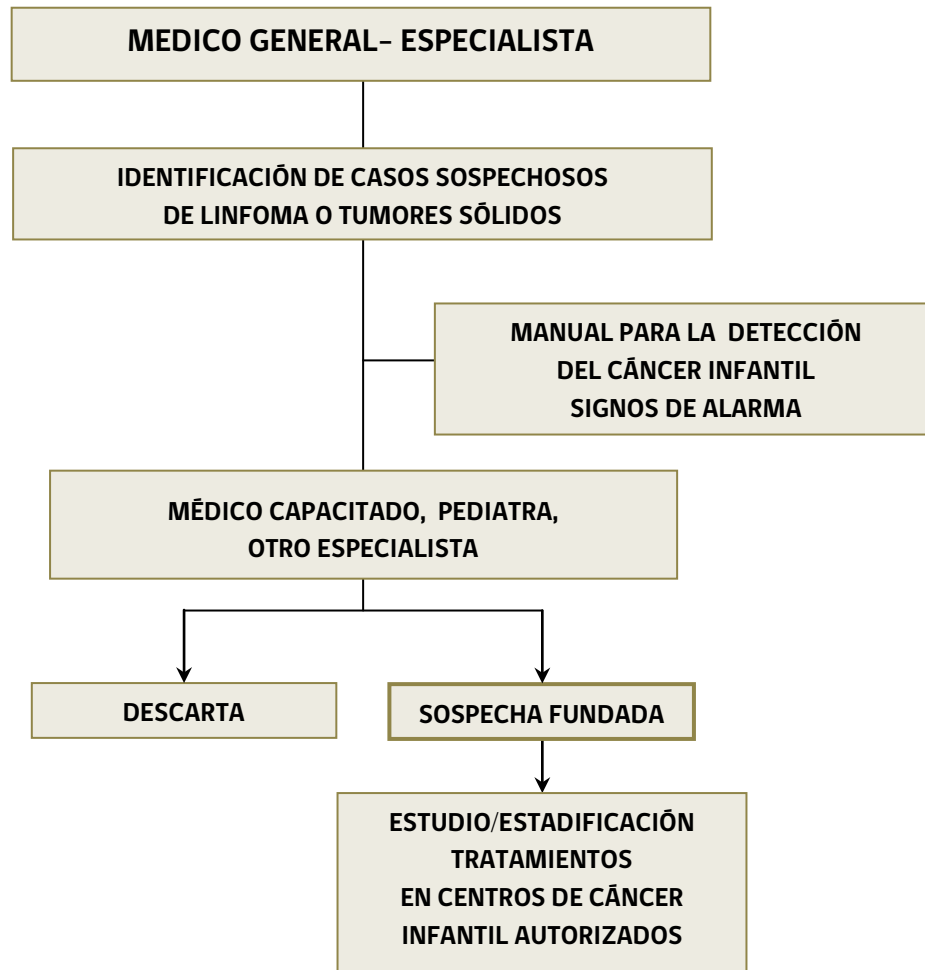 MEDICO GENERAL– ESPECIALISTA
IDENTIFICACIÓN DE CASOS SOSPECHOSOS
DE LINFOMA O TUMORES SÓLIDOS
MANUAL PARA LA DETECCIÓN
DEL CÁNCER INFANTIL
SIGNOS DE ALARMA
MÉDICO CAPACITADO, PEDIATRA,
OTRO ESPECIALISTA
DESCARTA
SOSPECHA FUNDADA
ESTUDIO/ESTADIFICACIÓN
TRATAMIENTOS
EN CENTROS DE CÁNCER
INFANTIL AUTORIZADOS